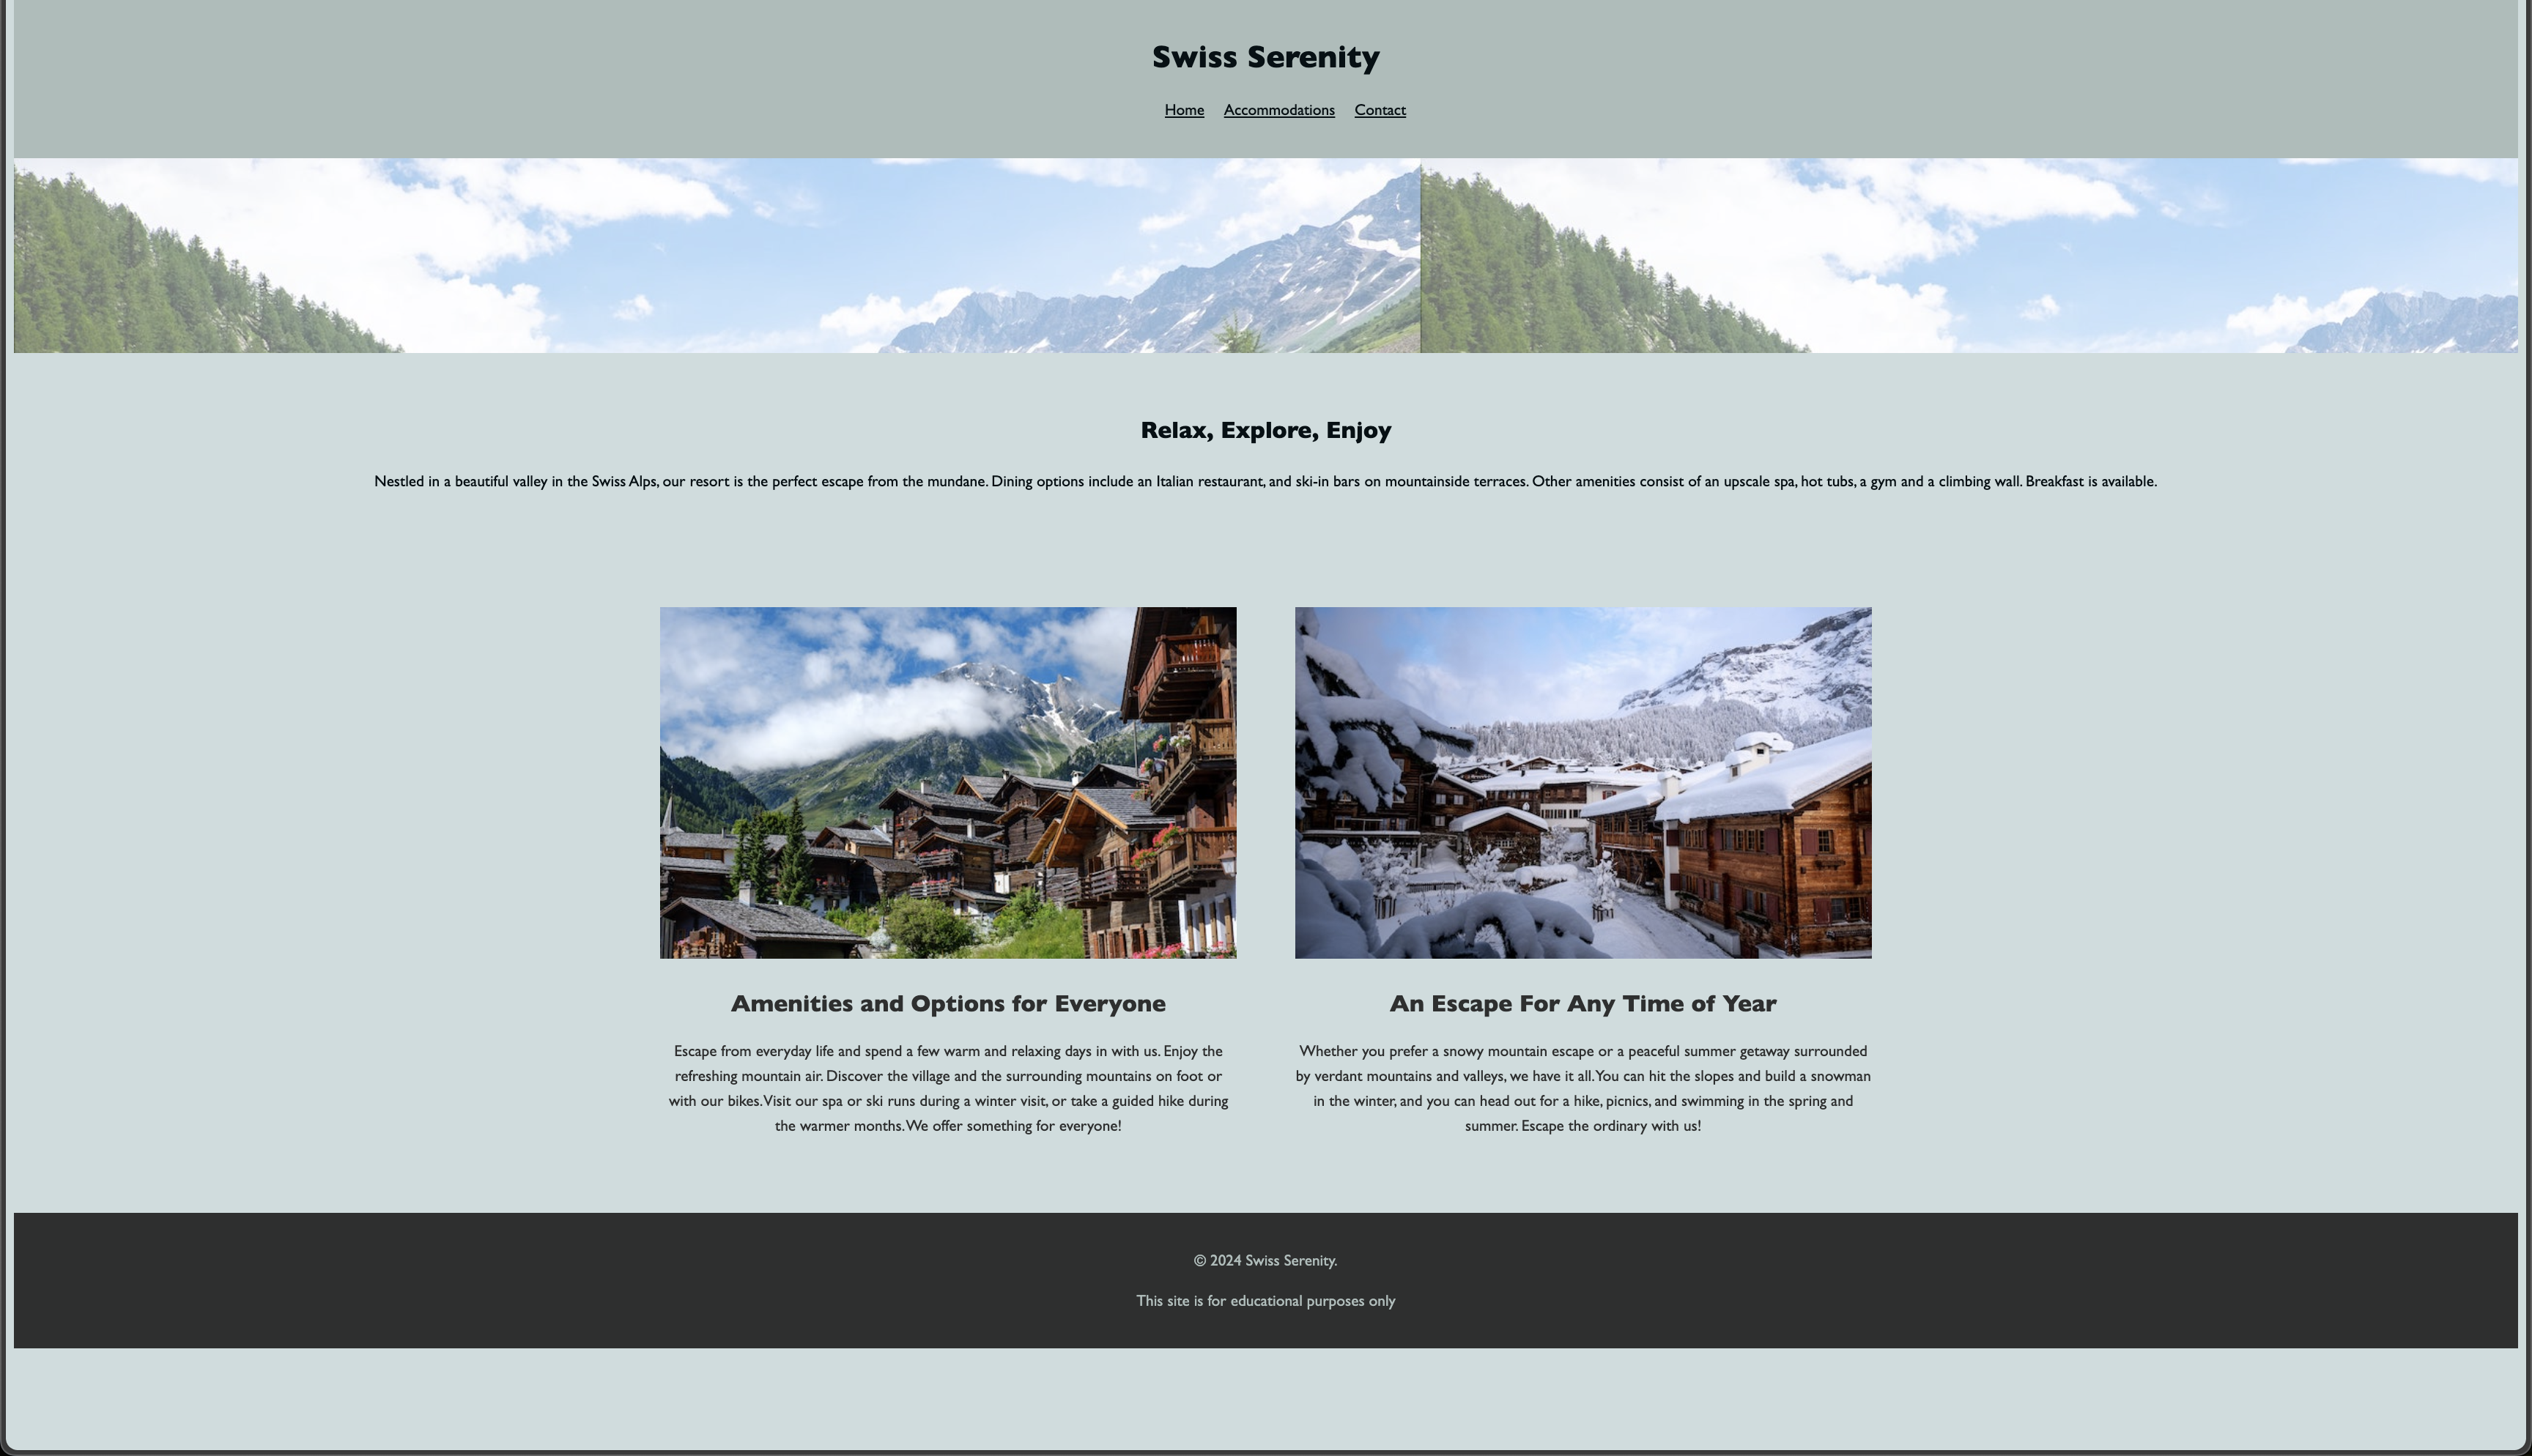 Swiss Serenity
Home Accommodations Contact
Relax, Explore, Enjoy
Nestled in a beautiful valley in the Swiss Alps, our resort is the perfect escape from the mundane. Dining options include an Italian restaurant, and ski-in bars on mountainside terraces. Other amenities consist of an upscale spa, hot tubs, a gym and a climbing wall. Breakfast is available.
Amenities and Options for Everyone
Escape from everyday life and spend a few warm and relaxing days in with us. Enjoy the
refreshing mountain air. Discover the village and the surrounding mountains on foot or
with our bikes. Visit our spa or ski runs during a winter visit, or take a guided hike during
the warmer months. We offer something for everyone!
An Escape For Any Time of Year
Whether you prefer a snowy mountain escape or a peaceful summer getaway surrounded
by verdant mountains and valleys, we have it all. You can hit the slopes and build a snowman
in the winter, and you can head out for a hike, picnics, and swimming in the spring and
summer. Escape the ordinary with us!
© 2024 Swiss Serenity.
This site is for educational purposes only